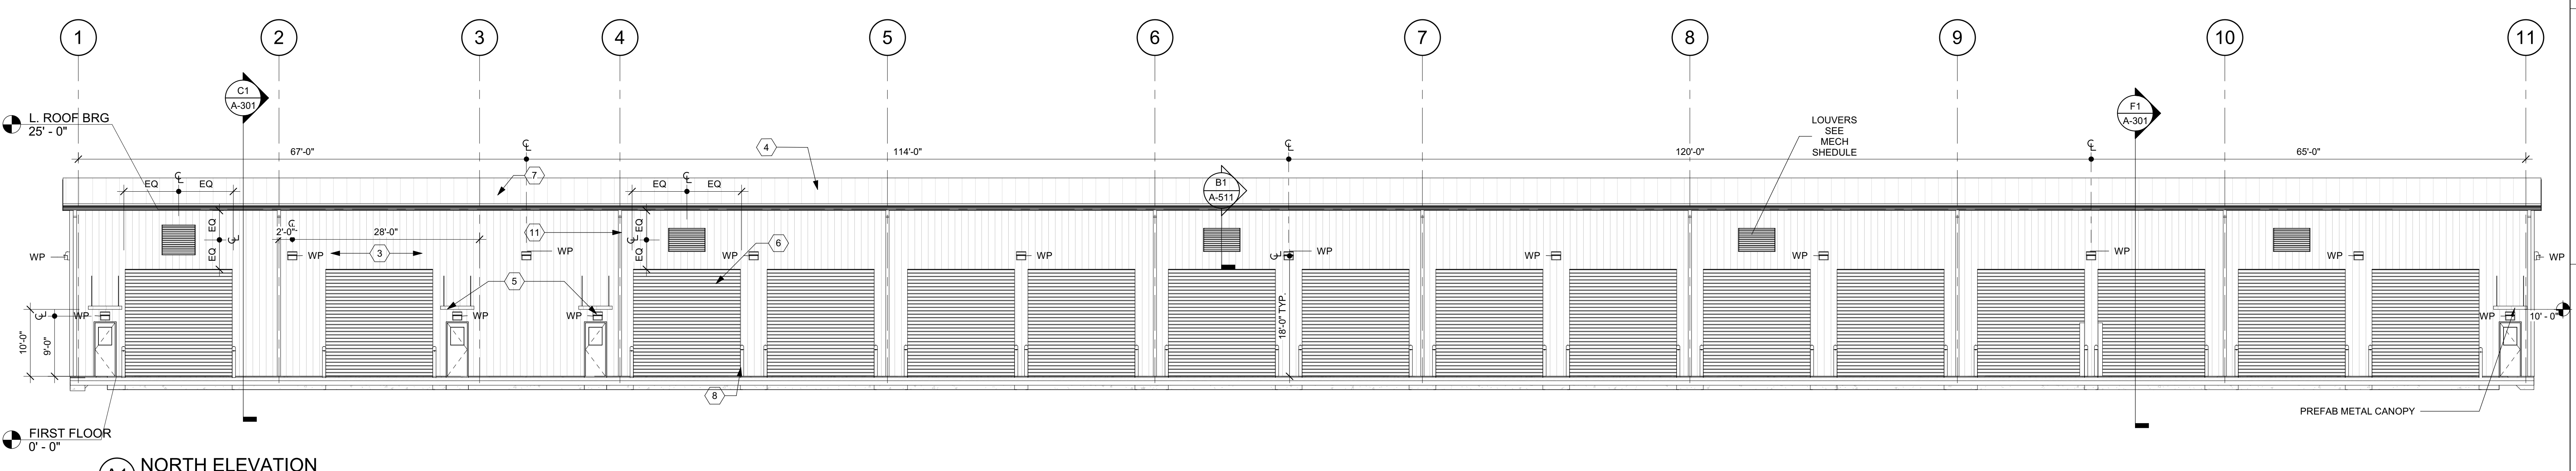 1
2
3
4
5
6
7
8
9
10
11
C1
A-301
F1
A-301
L. ROOF BRG
25' - 0"
LOUVERS
SEE
MECH
SHEDULE
67'-0"
114'-0"
120'-0"
65'-0"
4
7
EQ
EQ
EQ
EQ
B1
A-511
EQ
EQ
EQ
EQ
2'-0"
28'-0"
11
6
3
WP
WP
WP
WP
WP
WP
WP
WP
WP
WP
WP
5
18'-0" TYP.
10'-0"
9'-0"
WP
WP
WP
WP
10' - 0"
8
PREFAB METAL CANOPY
FIRST FLOOR
0' - 0"
NORTH ELEVATION